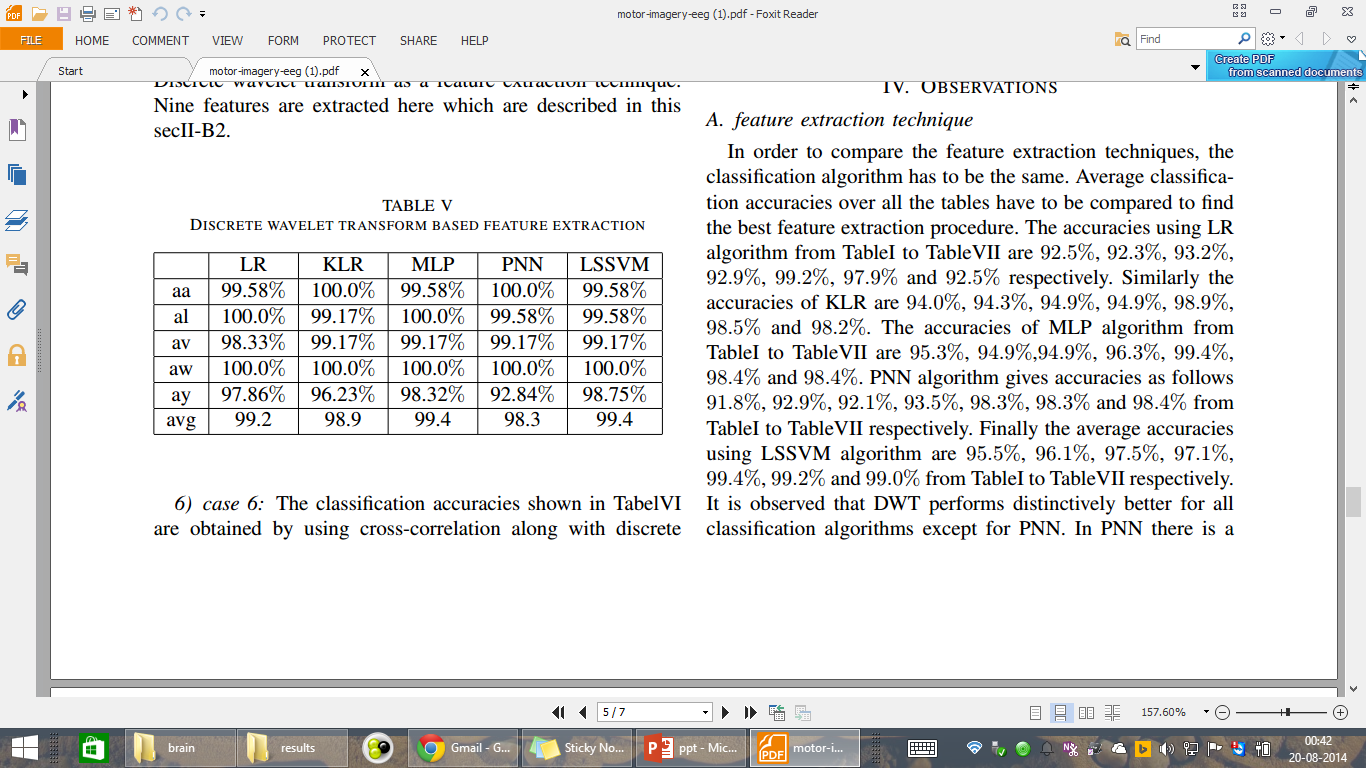 motor-imagery-eeg (1).pdf - Foxit Reader
FILE HOME COMMENT VIEW FORM PROTECT SHARE HELP
Find
Start
motor-imagery-eeg (1).pdf
Create PDF
from scanned documents
Discrete wavelet transform as a feature extraction technique.
Nine features are extracted here which are described in this
secII-B2.
TABLE V
DISCRETE WAVELET TRANSFORM BASED FEATURE EXTRACTION
LR KLR MLP PNN LSSVM
aa 99.58% 100.0% 99.58% 100.0% 99.58%
al 100.0% 99.17% 100.0% 99.58% 99.58%
av 98.33% 99.17% 99.17% 99.17% 99.17%
aw 100.0% 100.0% 100.0% 100.0% 100.0%
ay 97.86% 96.23% 98.32% 92.84% 98.75%
avg 99.2 98.9 99.4 98.3 99.4
6) case 6: The classification accuracies shown in TabelVI
are obtained by using cross-correlation along with discrete
IV. OBSERVATIONS
A. feature extraction technique
In order to compare the feature extraction techniques, the
classification algorithm has to be the same. Average classifica-
tion accuracies over all the tables have to be compared to find
the best feature extraction procedure. The accuracies using LR
algorithm from TableI to TableVII are 92.5%, 92.3%, 93.2%,
92.9%, 99.2%, 97.9% and 92.5% respectively. Similarly the
accuracies of KLR are 94.0%, 94.3%, 94.9%, 94.9%, 98.9%,
98.5% and 98.2%. The accuracies of MLP algorithm from
TableI to TableVII are 95.3%, 94.9%,94.9%, 96.3%, 99.4%,
98.4% and 98.4%. PNN algorithm gives accuracies as follows
91.8%, 92.9%, 92.1%, 93.5%, 98.3%, 98.3% and 98.4% from
TableI to TableVII respectively. Finally the average accuracies
using LSSVM algorithm are 95.5%, 96.1%, 97.5%, 97.1%,
99.4%, 99.2% and 99.0% from TableI to TableVII respectively.
It is observed that DWT performs distinctively better for all
classification algorithms except for PNN. In PNN there is a
5 / 7
157.60%
brain
results
Gmail - G...
Sticky No...
ppt - Mic...
PDF
motor-i...
00:42
20-08-2014